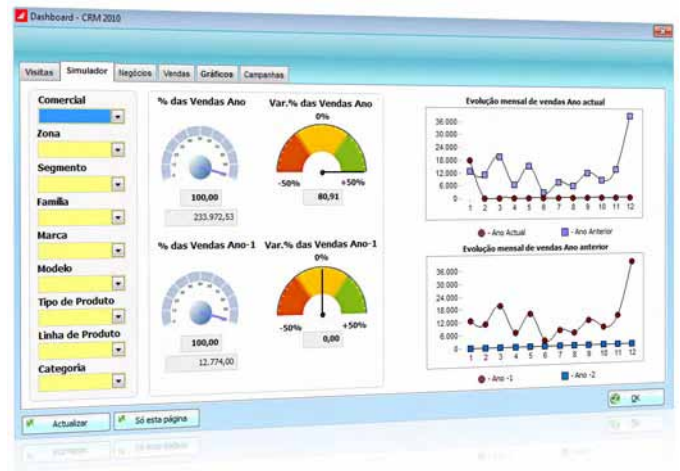 Dashboard - CRM 2010
Visitas Simulador Negócios Vendas Gráficos Campanhas
Comercial
Zona
Segmento
Família
Marca
Modelo
Tipo de Produto
Linha de Produto
Categoria
% das Vendas Ano
100,00
233.972,53
Var.% das Vendas Ano
0%
-50% +50%
80,91
% das Vendas Ano-1
100,00
12.774,00
Var.% das Vendas Ano-1
0%
-50% +50%
0,00
Evolução mensal de vendas Ano actual
36.000
30.000
24.000
18.000
12.000
6.000
0
1 2 3 4 5 6 7 8 9 10 11 12
- Ano Actual - Ano Anterior
Evolução mensal de vendas Ano anterior
36.000
30.000
24.000
18.000
12.000
6.000
0
1 2 3 4 5 6 7 8 9 10 11 12
- Ano -1 - Ano -2
Actualizar Só esta página
OK